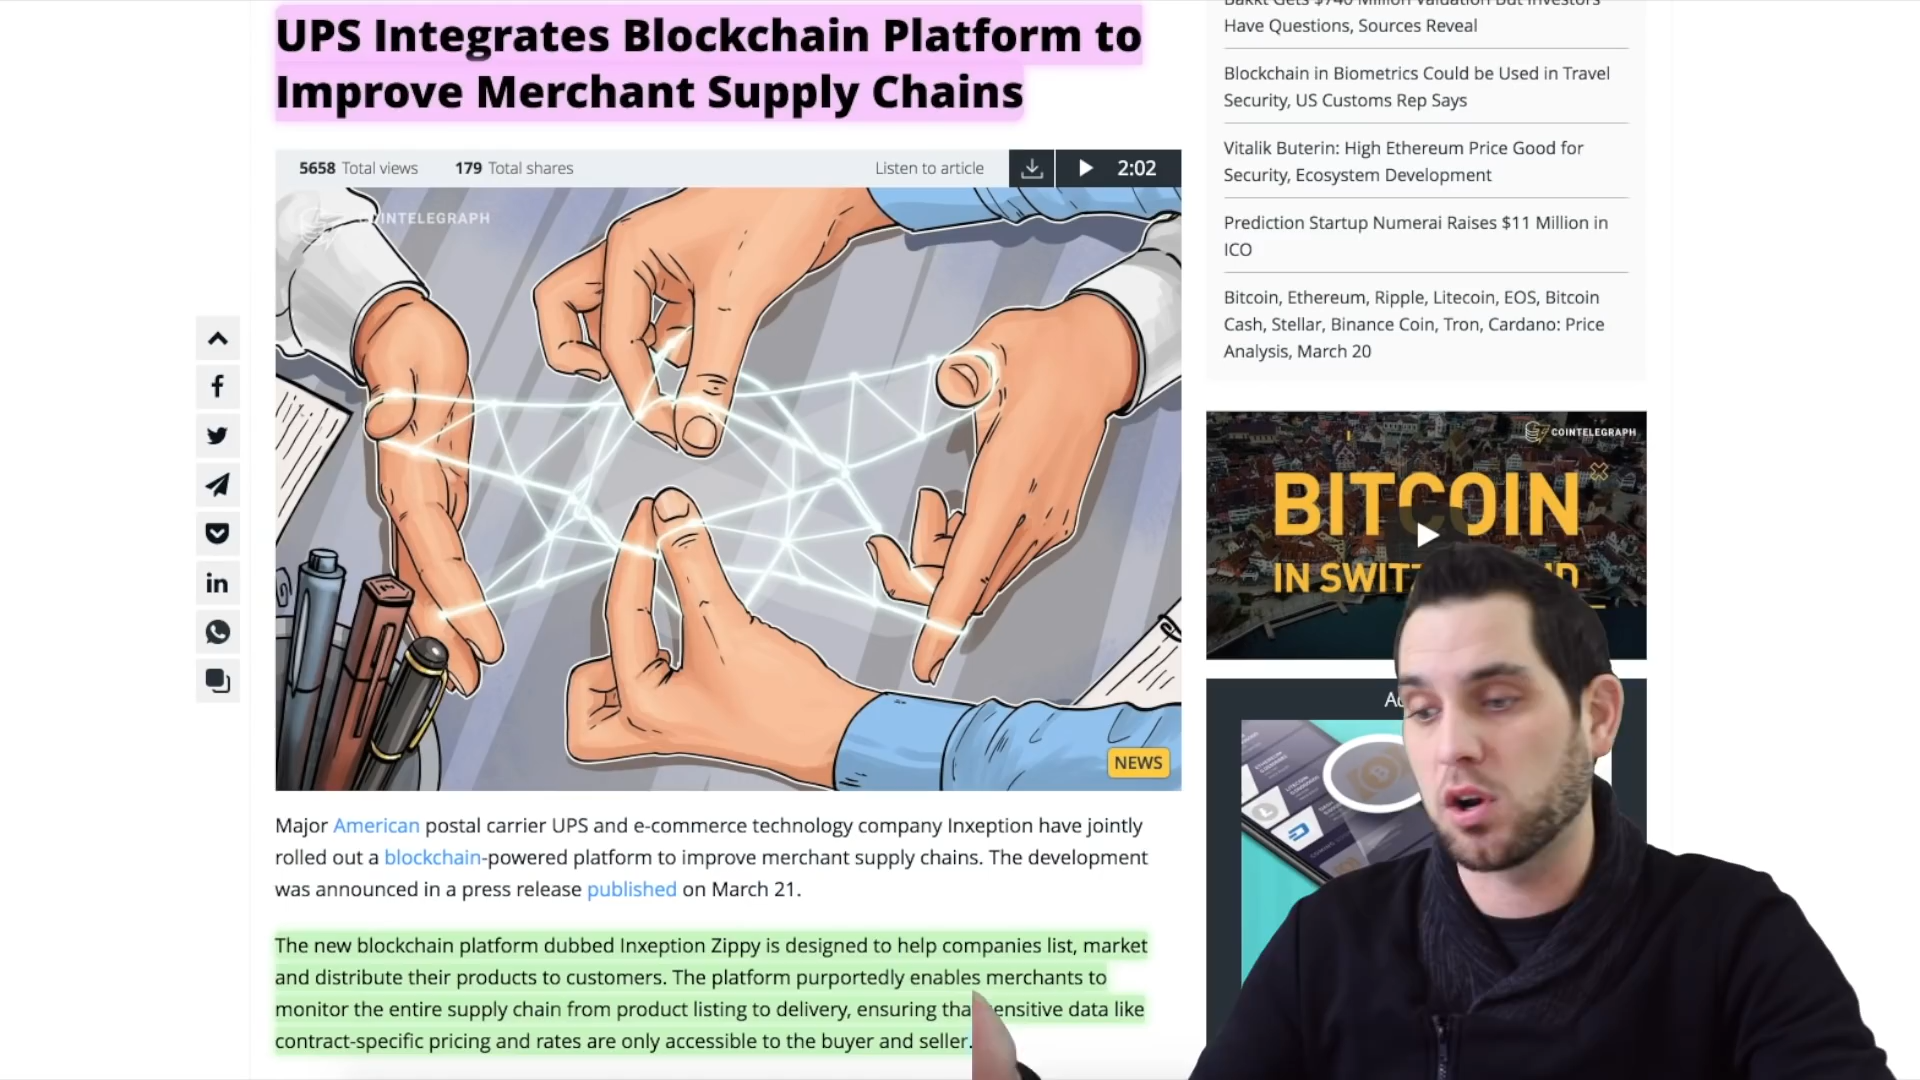 UPS Integrates Blockchain Platform to
Improve Merchant Supply Chains
5658 Total views 179 Total shares Listen to article 2:02
COINTELEGRAPH
NEWS
Major American postal carrier UPS and e-commerce technology company Inxeption have jointly
rolled out a blockchain-powered platform to improve merchant supply chains. The development
was announced in a press release published on March 21.
The new blockchain platform dubbed Inxeption Zippy is designed to help companies list, market
and distribute their products to customers. The platform purportedly enables merchants to
monitor the entire supply chain from product listing to delivery, ensuring tha ensitive data like
contract-specific pricing and rates are only accessible to the buyer and seller.
Bakkt Gets $740 Million Valuation But Investors
Have Questions, Sources Reveal
Blockchain in Biometrics Could be Used in Travel
Security, US Customs Rep Says
Vitalik Buterin: High Ethereum Price Good for
Security, Ecosystem Development
Prediction Startup Numerai Raises $11 Million in
ICO
Bitcoin, Ethereum, Ripple, Litecoin, EOS, Bitcoin
Cash, Stellar, Binance Coin, Tron, Cardano: Price
Analysis, March 20
COINTELEGRAPH
BITCOIN
IN SWIT D